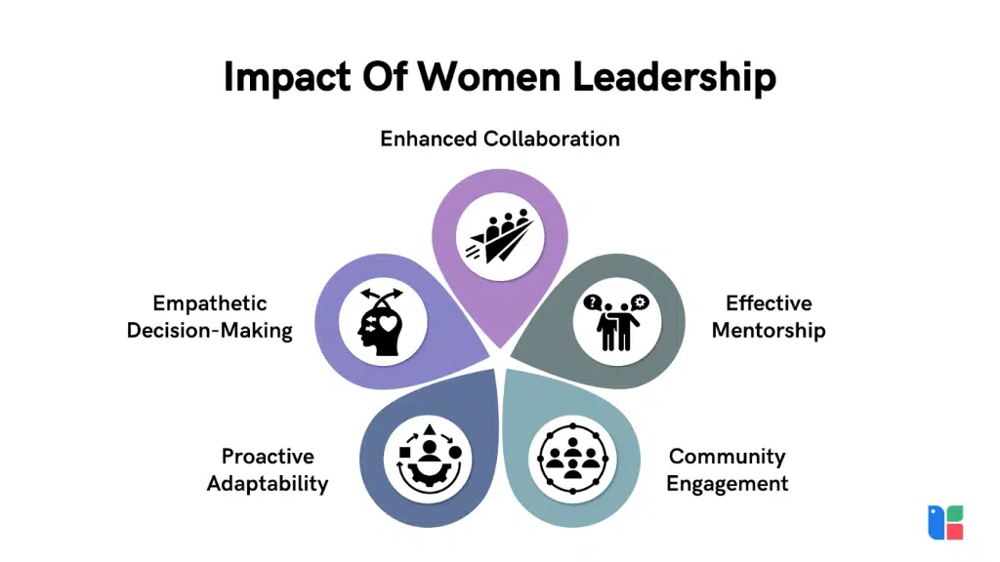 Impact Of Women Leadership
Enhanced Collaboration
Empathetic
Decision-Making
Effective
Mentorship
Proactive
Adaptability
Community
Engagement
?